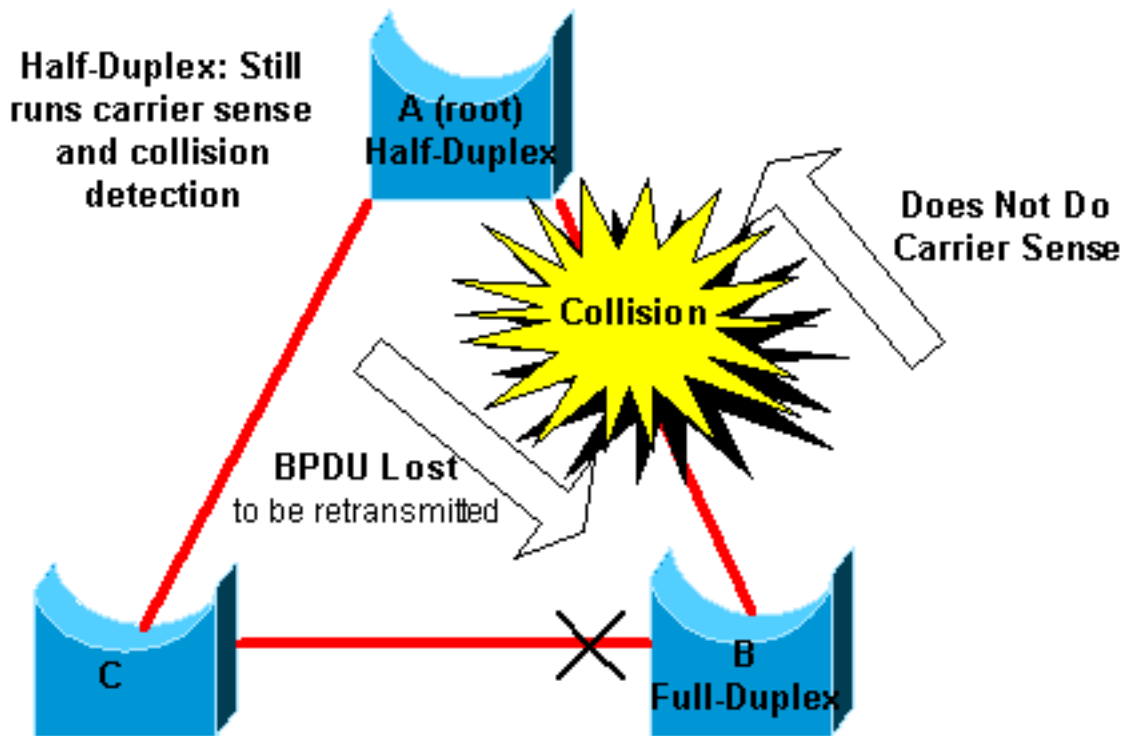 Half-Duplex: Still
runs carrier sense
and collision
detection
A (root)
Half-Duplex
Does Not Do
Carrier Sense
Collision
BPDU Lost
to be retransmitted
C
B
Full-Duplex